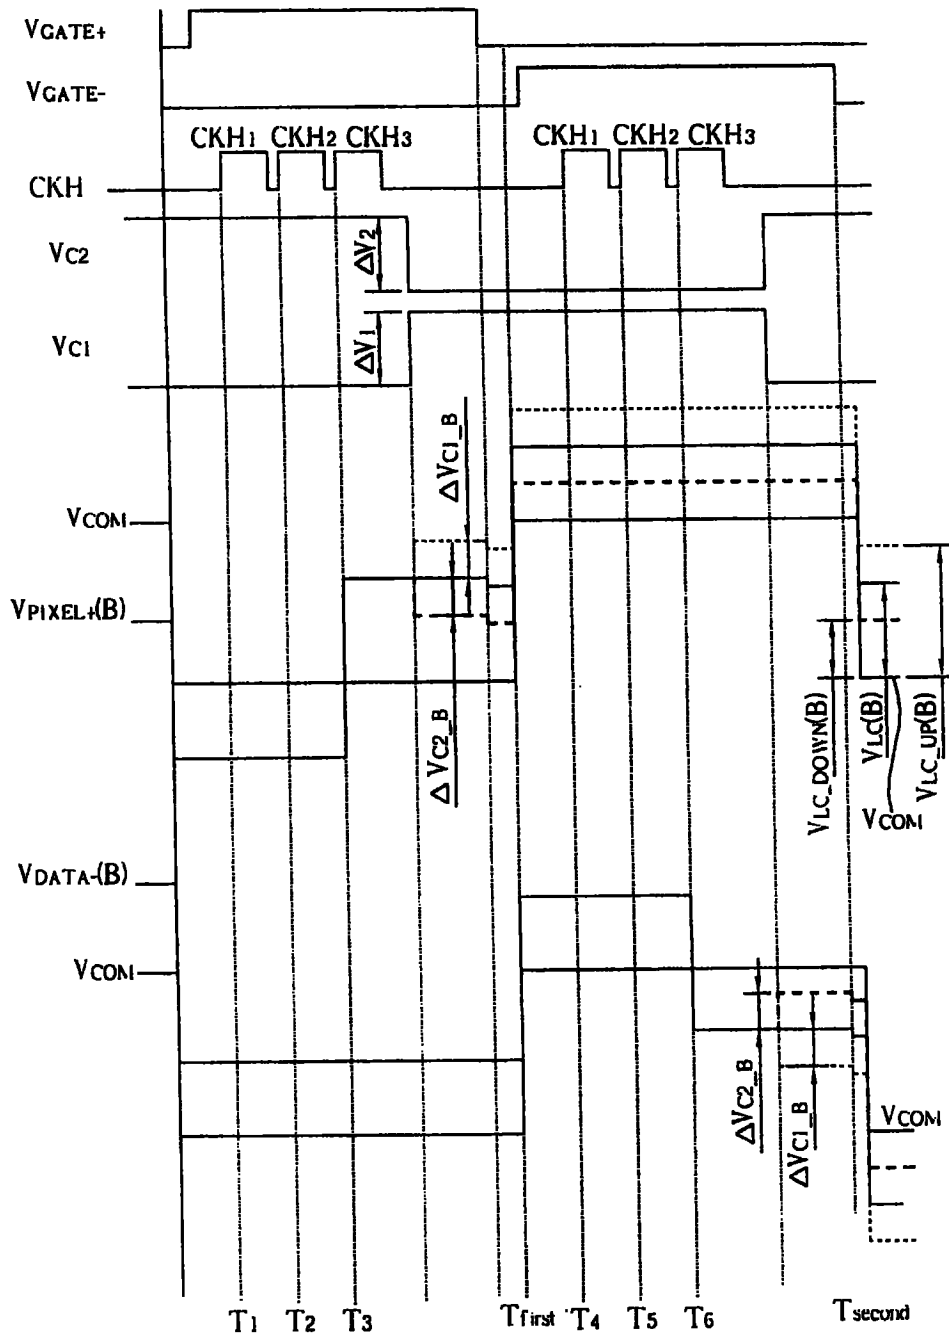 VGATE+
VGATE-
CKH1 CKH2 CKH3 CKH1 CKH2 CKH3
CKH
VC2
ΔV2
VC1
ΔV1
ΔVC1_B
VCOM
VPIXEL+(B)
ΔVC2_B
VLC_DOWN(B)
VLC(B)
VCOM
VLC_UP(B)
VDATA-(B)
VCOM
ΔVC2_B
ΔVC1_B
VCOM
T1 T2 T3 Tfirst T4 T5 T6 Tsecond